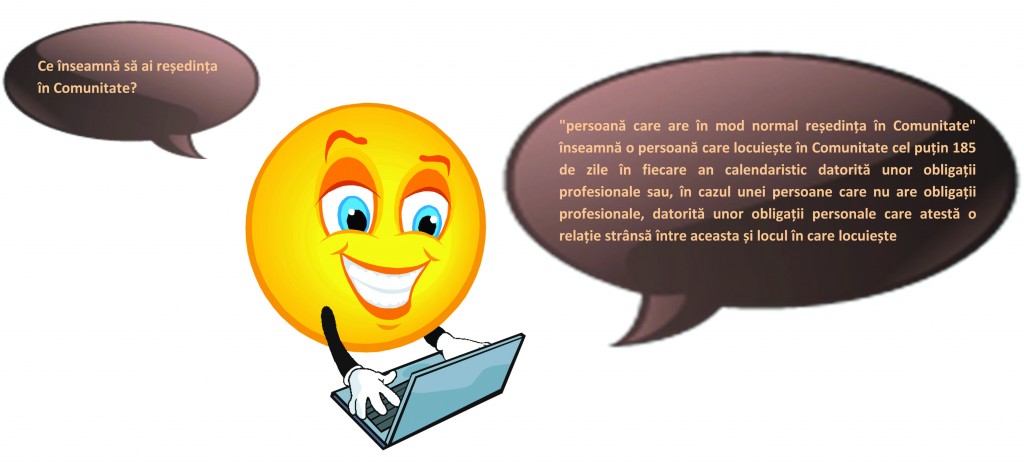 Ce înseamnă să ai reședința
în Comunitate?
"persoană care are în mod normal reședința în Comunitate"
înseamnă o persoană care locuiește în Comunitate cel puțin 185
de zile în fiecare an calendaristic datorită unor obligații
profesionale sau, în cazul unei persoane care nu are obligații
profesionale, datorită unor obligații personale care atestă o
relație strânsă între aceasta și locul în care locuiește